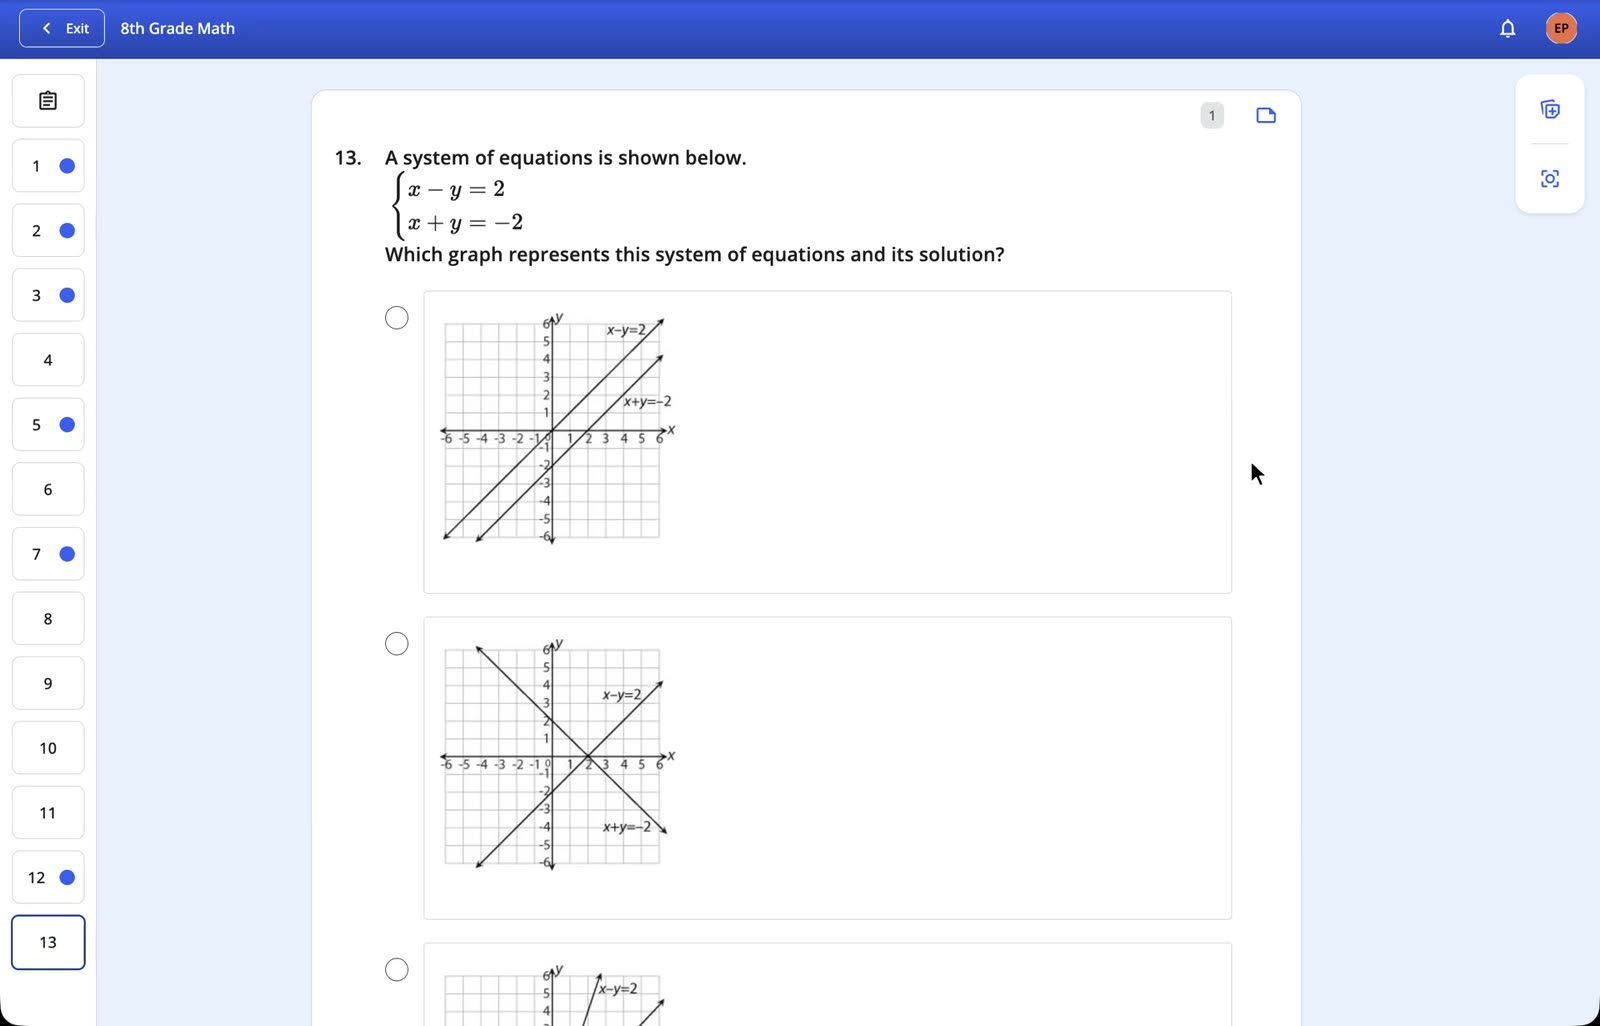 Exit 8th Grade Math EP
1
1
2
3
4
5
6
7
8
9
10
11
12
13
13. A system of equations is shown below.
x − y = 2
x + y = −2
Which graph represents this system of equations and its solution?
y
6
x−y=2
5
4
3
2
x+y=−2
1
x
-6 -5 -4 -3 -2 -1 0 1 2 3 4 5 6
-1
-2
-3
-4
-5
-6
y
6
5
4
x−y=2
3
2
1
x
-6 -5 -4 -3 -2 -1 0 1 2 3 4 5 6
-1
-2
-3
-4
x+y=−2
-5
-6
y
6
x−y=2
5
4